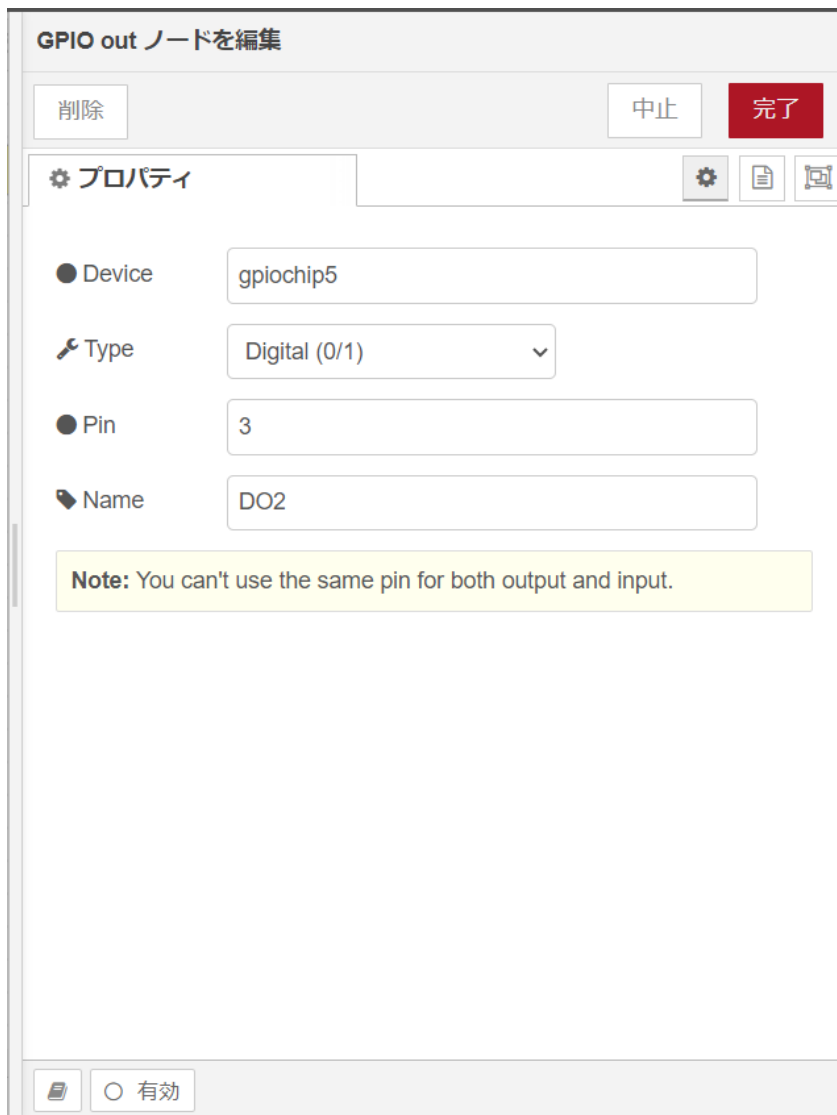 GPIO out ノードを編集
削除
中止
完了
プロパティ
Device
gpiochip5
Type
Digital (0/1)
Pin
3
Name
DO2
Note: You can't use the same pin for both output and input.
有効